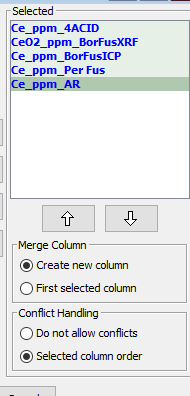 Selected
Ce_ppm_4ACID
CeO2_ppm_BorFusXRF
Ce_ppm_BorFusICP
Ce_ppm_Per Fus
Ce_ppm_AR
Merge Column
Create new column
First selected column
Conflict Handling
Do not allow conflicts
Selected column order